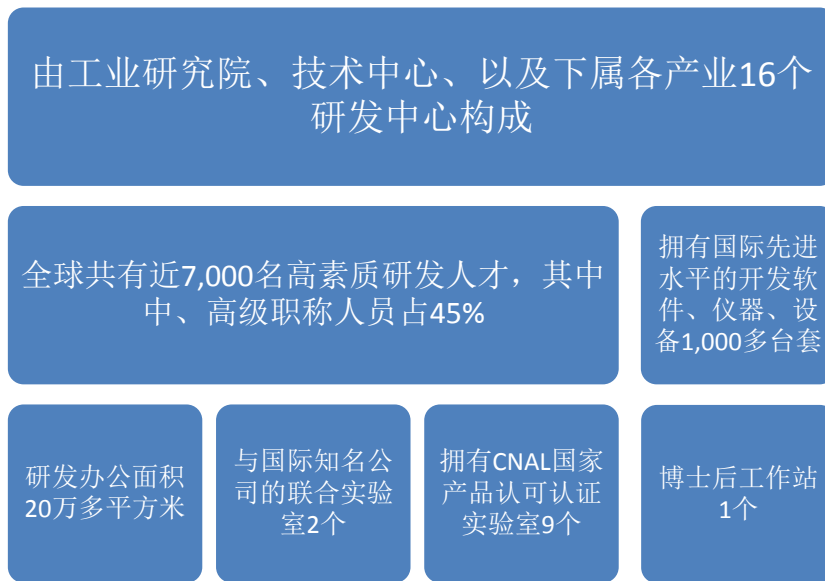 由工业研究院、技术中心、以及下属各产业16个
研发中心构成
全球共有近7,000名高素质研发人才，其中
中、高级职称人员占45%
拥有国际先进
水平的开发软
件、仪器、设
备1,000多台套
研发办公面积
20万多平方米
与国际知名公
司的联合实验
室2个
拥有CNAL国家
产品认可认证
实验室9个
博士后工作站
1个